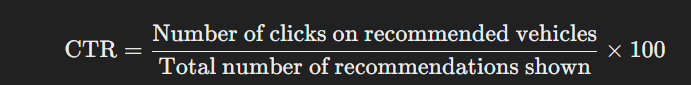 CTR = Number of clicks on recommended vehicles / Total number of recommendations shown × 100